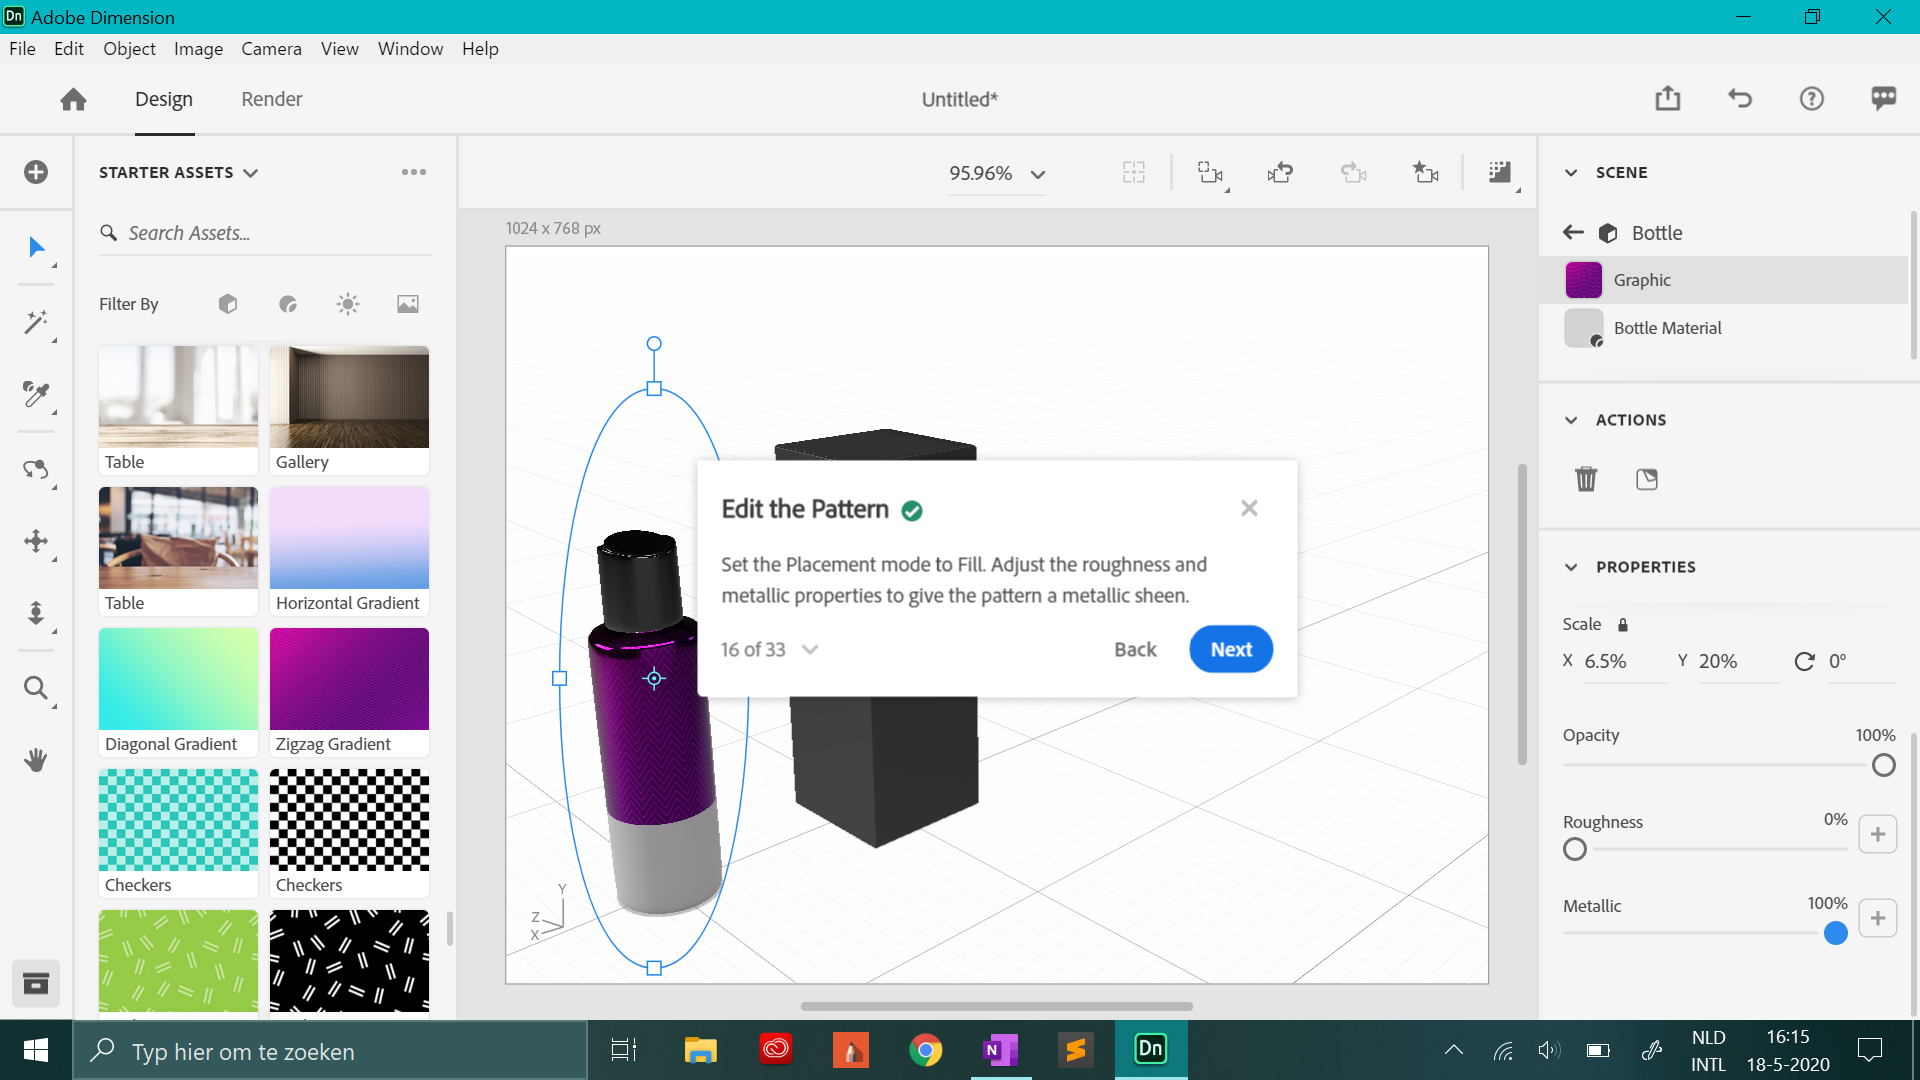 Dn Adobe Dimension
File Edit Object Image Camera View Window Help
Design Render Untitled*
STARTER ASSETS
Search Assets...
Filter By
Table Gallery
Table Horizontal Gradient
Diagonal Gradient Zigzag Gradient
Checkers Checkers
95.96%
1024 x 768 px
Edit the Pattern
Set the Placement mode to Fill. Adjust the roughness and
metallic properties to give the pattern a metallic sheen.
16 of 33 Back Next
Y
Z
X
SCENE
Bottle
Graphic
Bottle Material
ACTIONS
PROPERTIES
Scale
X 6.5% Y 20% 0°
Opacity 100%
Roughness 0%
Metallic 100%
Typ hier om te zoeken
N
Dn
NLD
INTL
16:15
18-5-2020